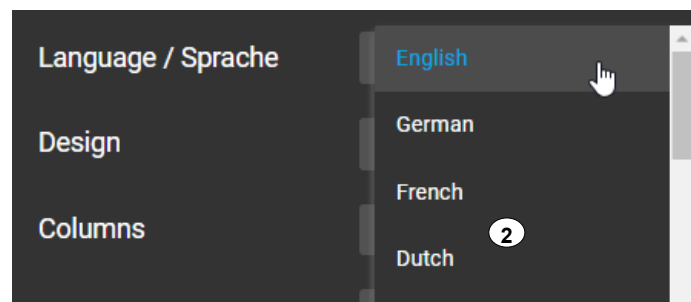 Language / Sprache
English
German
Design
French
Columns
2
Dutch